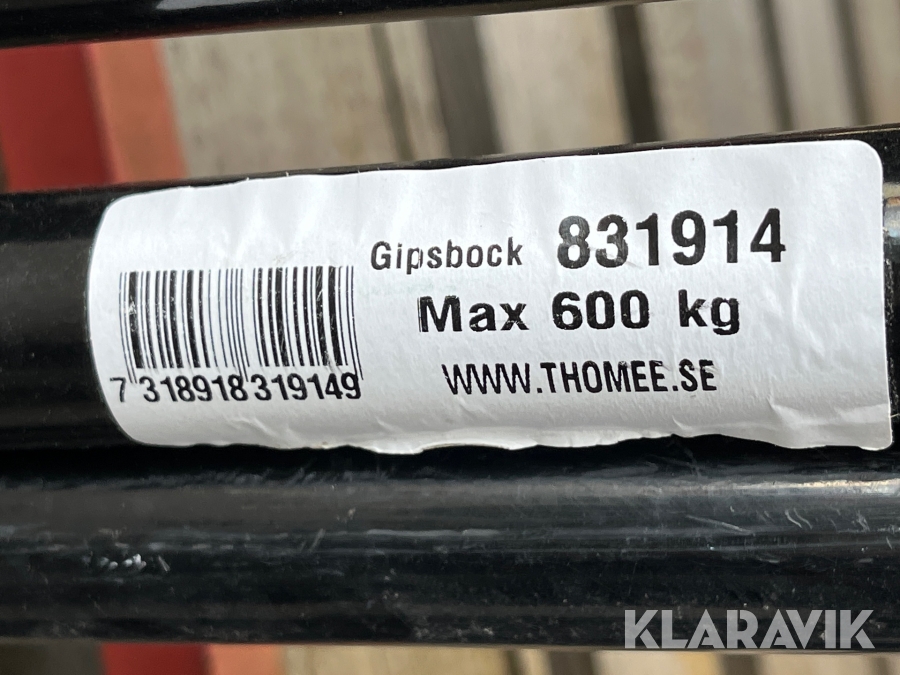 Gipsbock 831914
Max 600 kg
WWW.THOMEE.SE
7 318918 319149
KLARAVIK